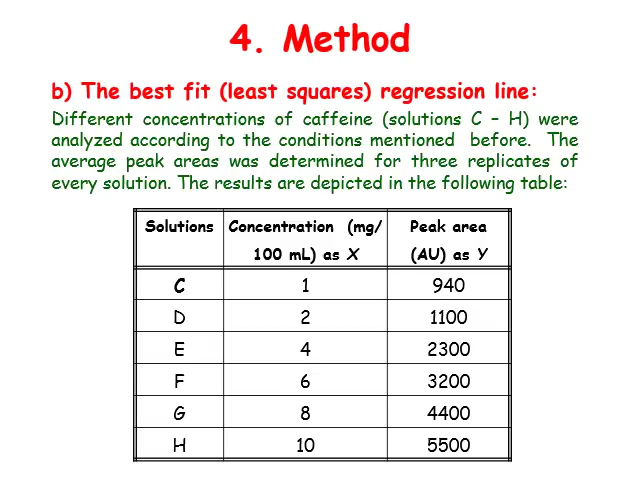 4. Method
b) The best fit (least squares) regression line:
Different concentrations of caffeine (solutions C – H) were
analyzed according to the conditions mentioned before. The
average peak areas was determined for three replicates of
every solution. The results are depicted in the following table:
Solutions Concentration (mg/ Peak area
100 mL) as X (AU) as Y
C 1 940
D 2 1100
E 4 2300
F 6 3200
G 8 4400
H 10 5500